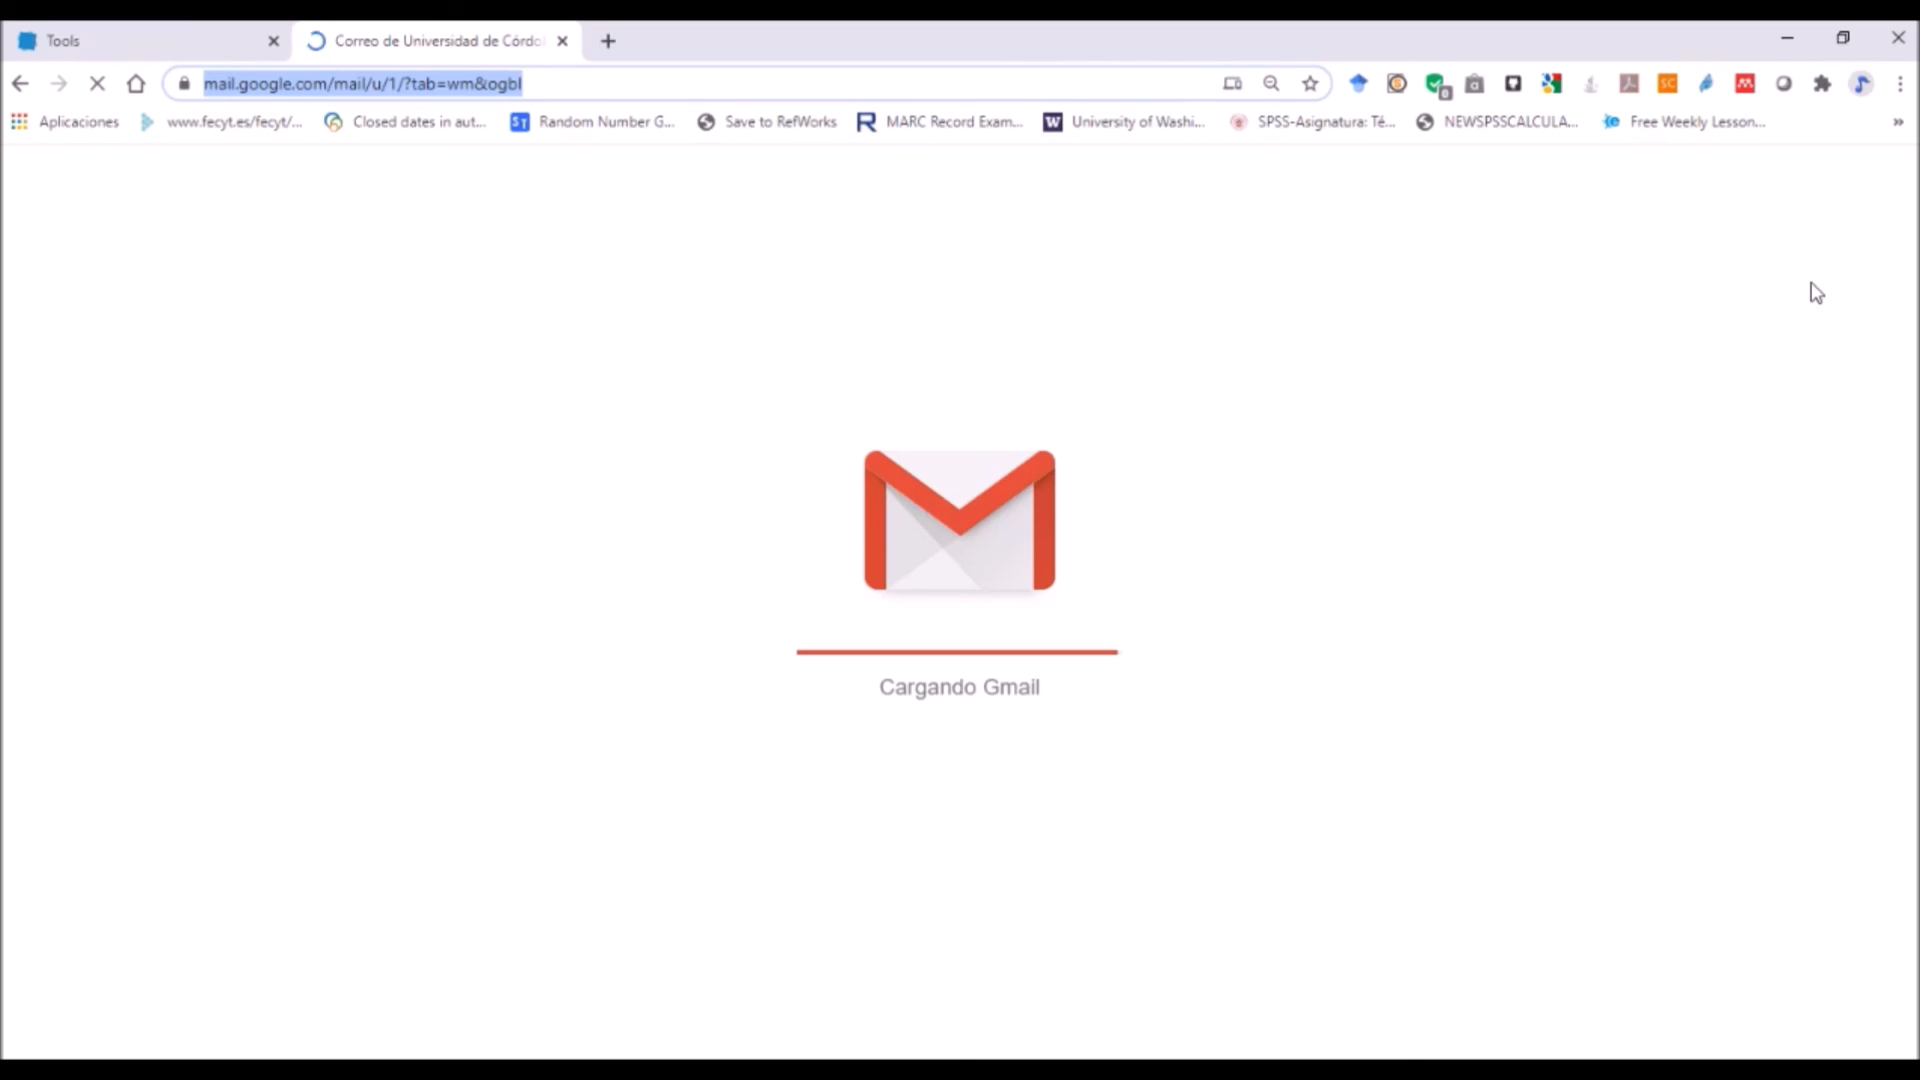 Tools
Correo de Universidad de Córdo
mail.google.com/mail/u/1/?tab=wm&ogbl
Aplicaciones
www.fecyt.es/fecyt/...
Closed dates in aut...
Random Number G...
Save to RefWorks
MARC Record Exam...
University of Washi...
SPSS-Asignatura: Té...
NEWSPSSCALCULA...
Free Weekly Lesson...
Cargando Gmail